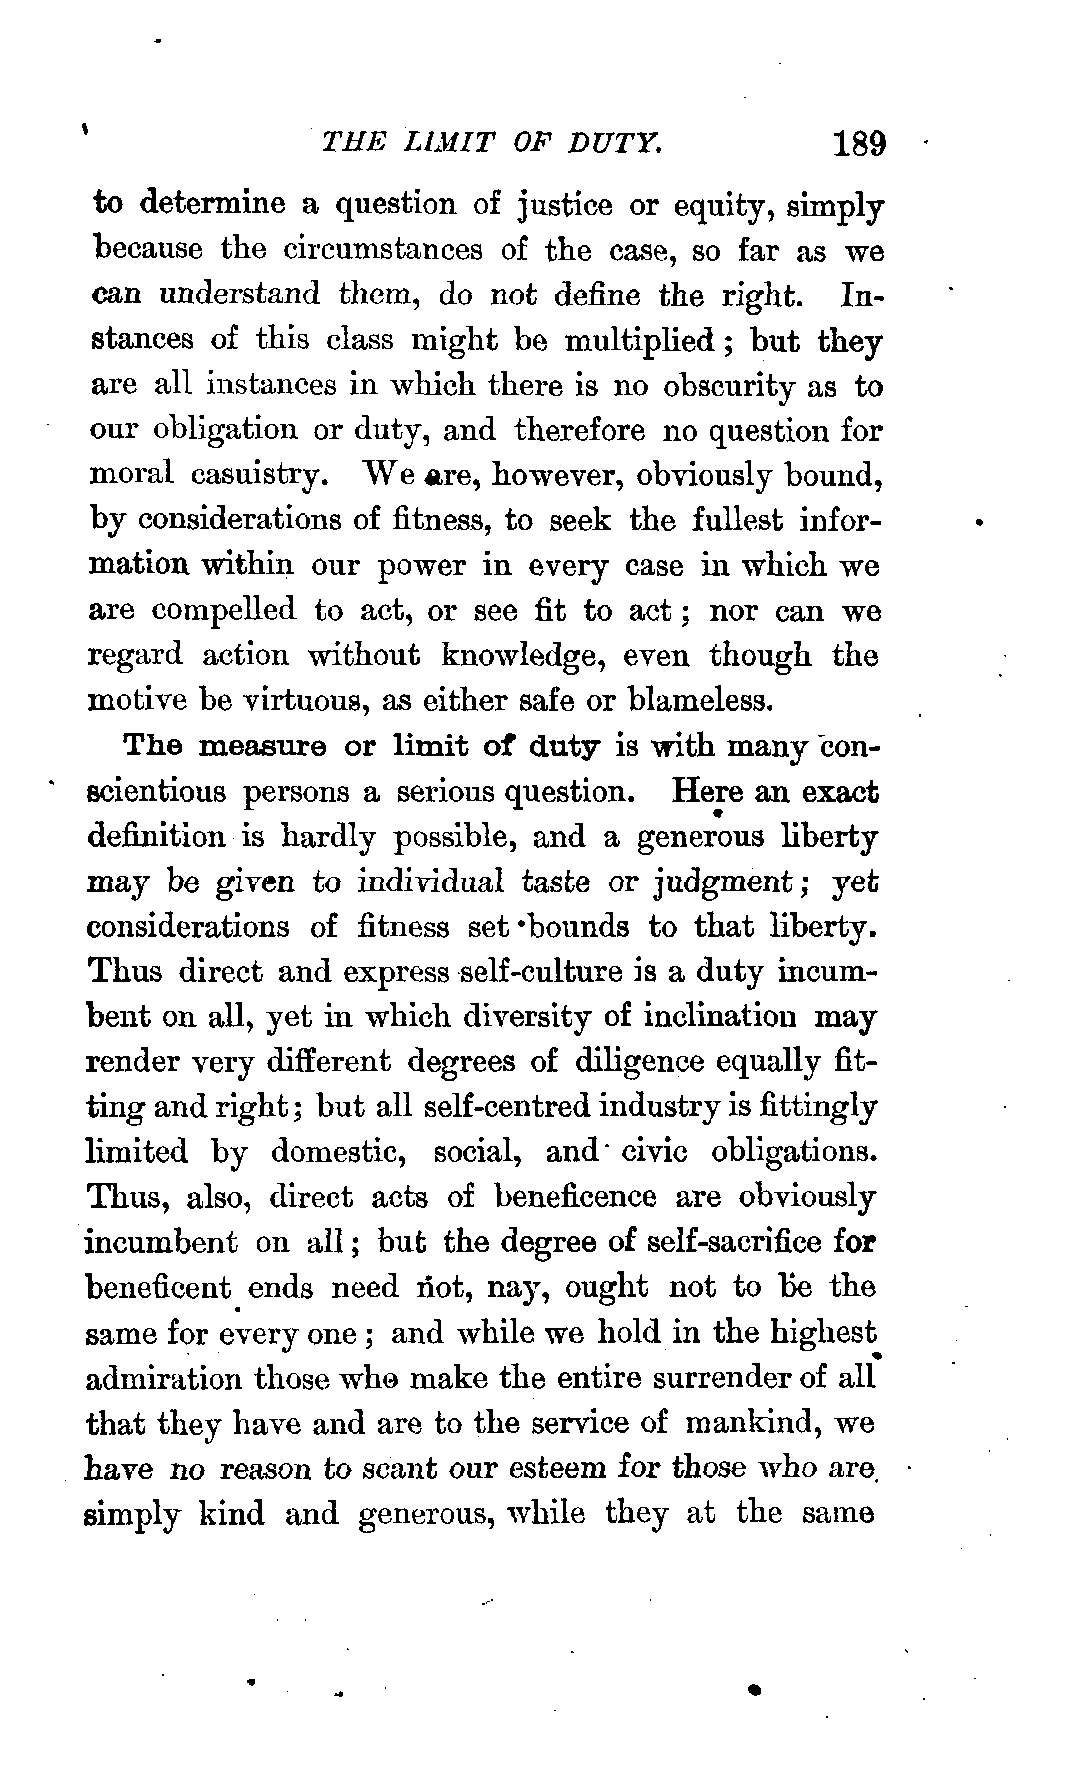 THE LIMIT OF DUTY. 189
to determine a question of justice or equity, simply
because the circumstances of the case, so far as we
can understand them, do not define the right. In-
stances of this class might be multiplied ; but they
are all instances in which there is no obscurity as to
our obligation or duty, and therefore no question for
moral casuistry. We are, however, obviously bound,
by considerations of fitness, to seek the fullest infor-
mation within our power in every case in which we
are compelled to act, or see fit to act ; nor can we
regard action without knowledge, even though the
motive be virtuous, as either safe or blameless.
The measure or limit of duty is with many con-
scientious persons a serious question. Here an exact
definition is hardly possible, and a generous liberty
may be given to individual taste or judgment ; yet
considerations of fitness set bounds to that liberty.
Thus direct and express self-culture is a duty incum-
bent on all, yet in which diversity of inclination may
render very different degrees of diligence equally fit-
ting and right ; but all self-centred industry is fittingly
limited by domestic, social, and civic obligations.
Thus, also, direct acts of beneficence are obviously
incumbent on all ; but the degree of self-sacrifice for
beneficent ends need not, nay, ought not to be the
same for every one ; and while we hold in the highest
admiration those who make the entire surrender of all
that they have and are to the service of mankind, we
have no reason to scant our esteem for those who are
simply kind and generous, while they at the same